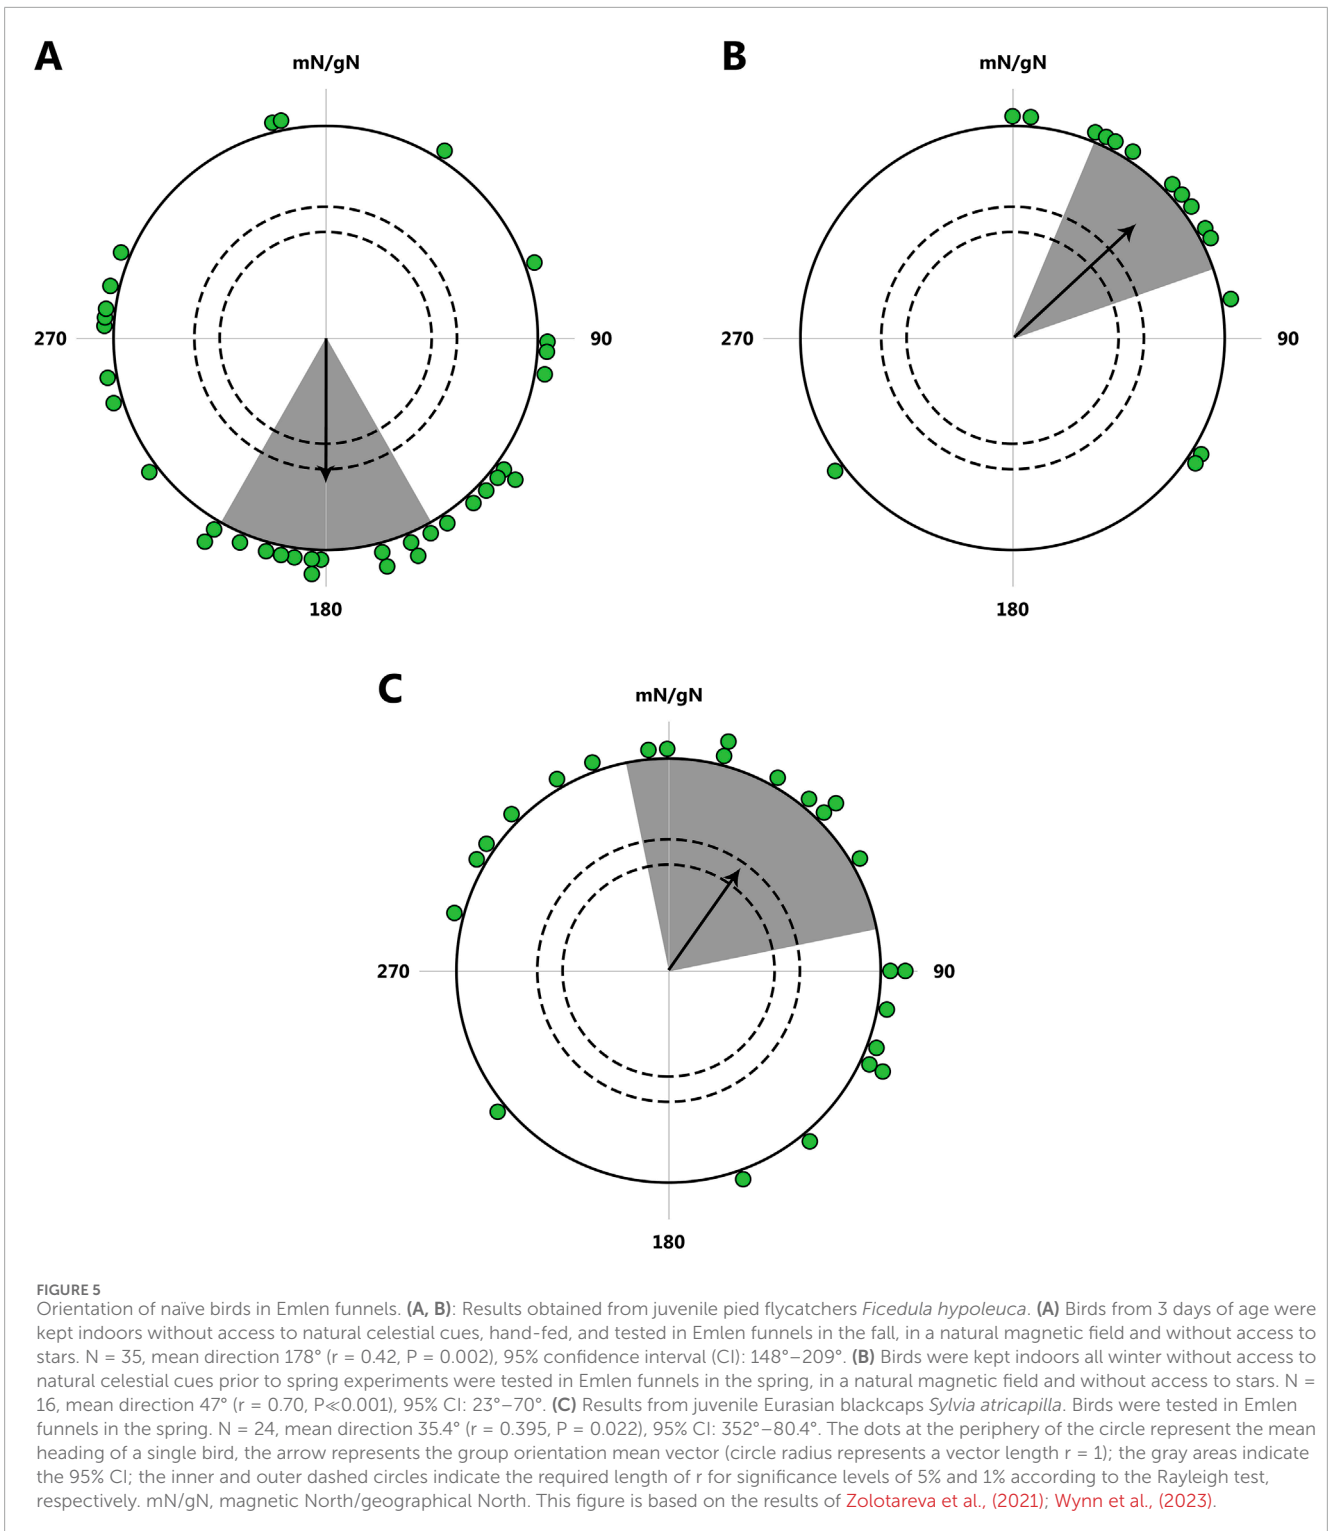 A
mN/gN
270
90
180
B
mN/gN
270
90
180
C
mN/gN
270
90
180
FIGURE 5
Orientation of naïve birds in Emlen funnels. (A, B): Results obtained from juvenile pied flycatchers Ficedula hypoleuca. (A) Birds from 3 days of age were
kept indoors without access to natural celestial cues, hand-fed, and tested in Emlen funnels in the fall, in a natural magnetic field and without access to
stars. N = 35, mean direction 178° (r = 0.42, P = 0.002), 95% confidence interval (CI): 148°–209°. (B) Birds were kept indoors all winter without access to
natural celestial cues prior to spring experiments were tested in Emlen funnels in the spring, in a natural magnetic field and without access to stars. N =
16, mean direction 47° (r = 0.70, P≪0.001), 95% CI: 23°–70°. (C) Results from juvenile Eurasian blackcaps Sylvia atricapilla. Birds were tested in Emlen
funnels in the spring. N = 24, mean direction 35.4° (r = 0.395, P = 0.022), 95% CI: 352°–80.4°. The dots at the periphery of the circle represent the mean
heading of a single bird, the arrow represents the group orientation mean vector (circle radius represents a vector length r = 1); the gray areas indicate
the 95% CI; the inner and outer dashed circles indicate the required length of r for significance levels of 5% and 1% according to the Rayleigh test,
respectively. mN/gN, magnetic North/geographical North. This figure is based on the results of Zolotareva et al., (2021); Wynn et al., (2023).